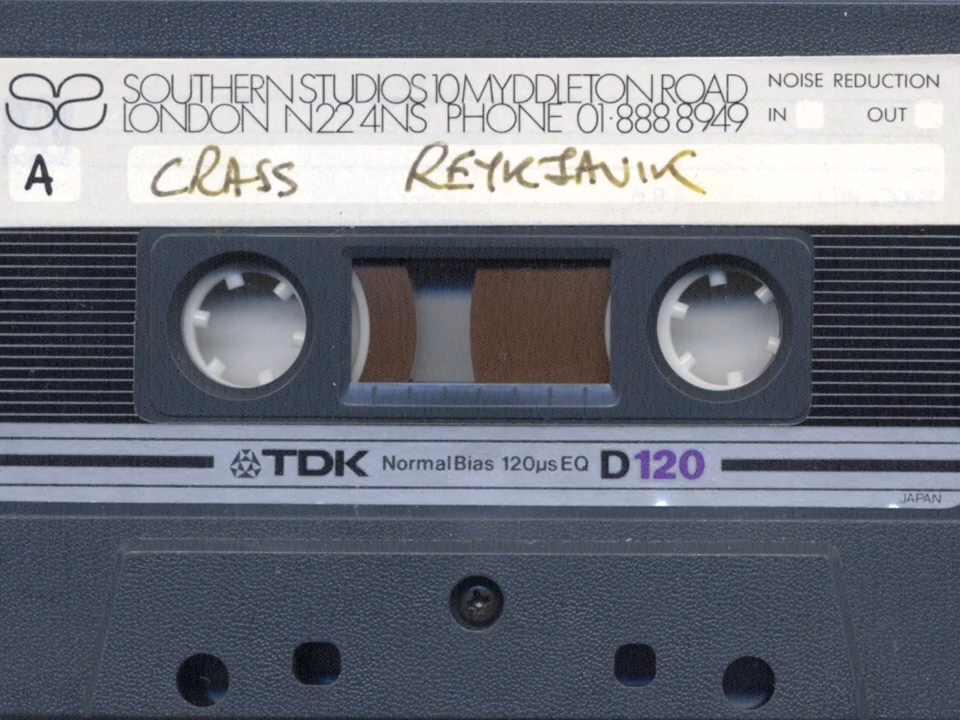 SOUTHERN STUDIOS 10 MYDDLETON ROAD
LONDON N22 4NS PHONE 01·888 8949
NOISE REDUCTION
IN OUT
A CRASS REYKJAVIK
TDK Normal Bias 120µs EQ D120
JAPAN